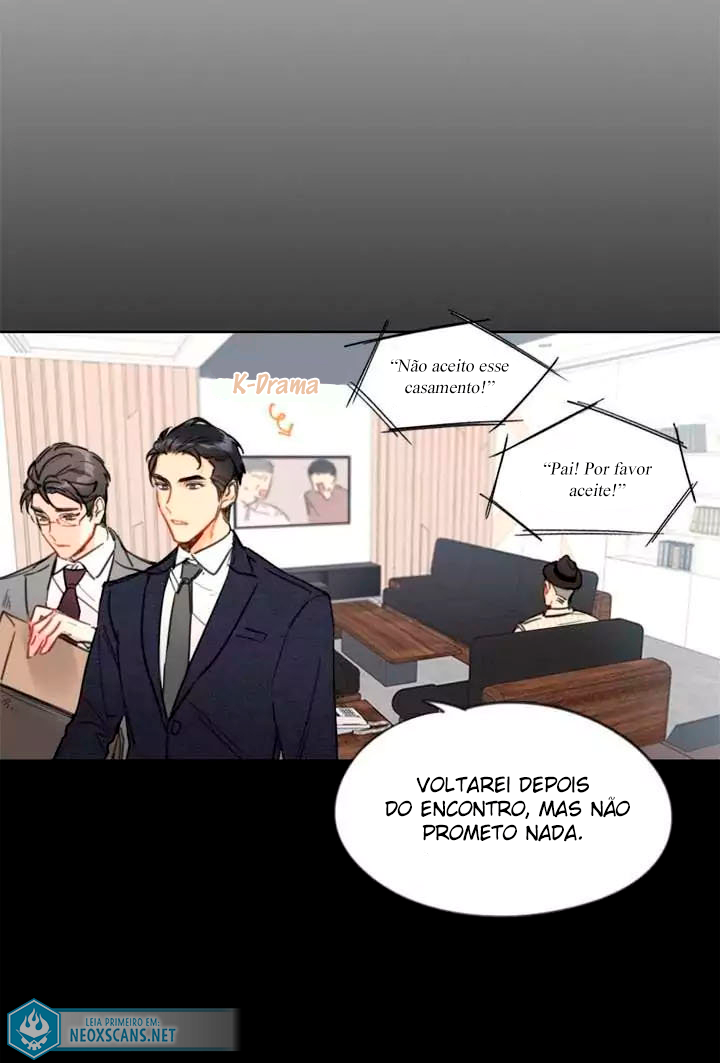 “Não aceito esse
casamento!”
K-Drama
“Pai! Por favor
aceite!”
VOLTAREI DEPOIS
DO ENCONTRO, MAS NÃO
PROMETO NADA.
LEIA PRIMEIRO EM:
NEOXSCANS.NET